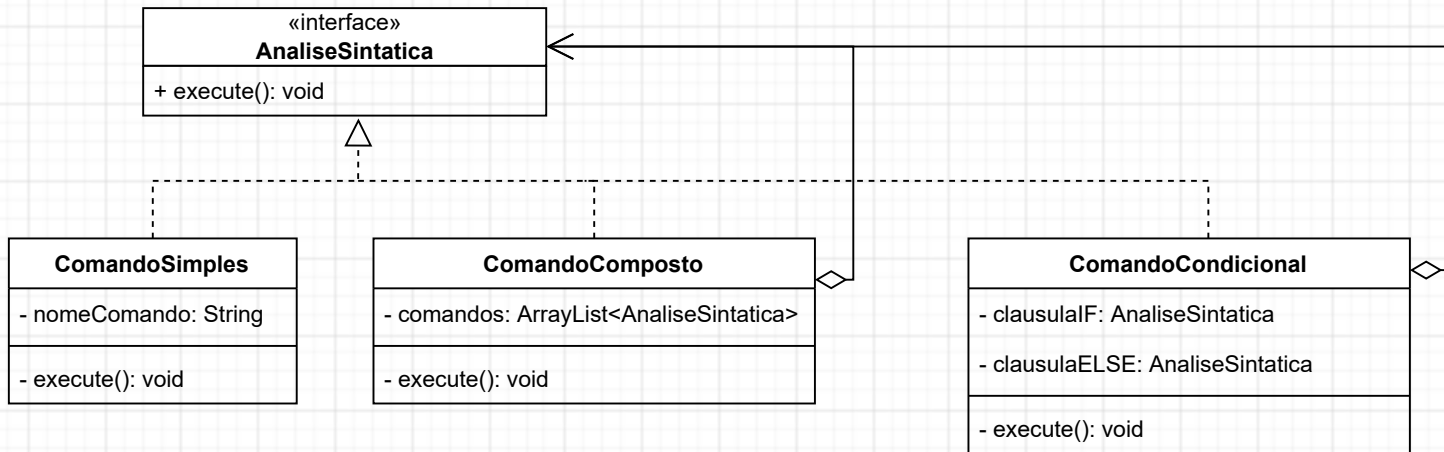 «interface»
AnaliseSintatica
+ execute(): void
ComandoSimples
- nomeComando: String
- execute(): void
ComandoComposto
- comandos: ArrayList<AnaliseSintatica>
- execute(): void
ComandoCondicional
- clausulaIF: AnaliseSintatica
- clausulaELSE: AnaliseSintatica
- execute(): void